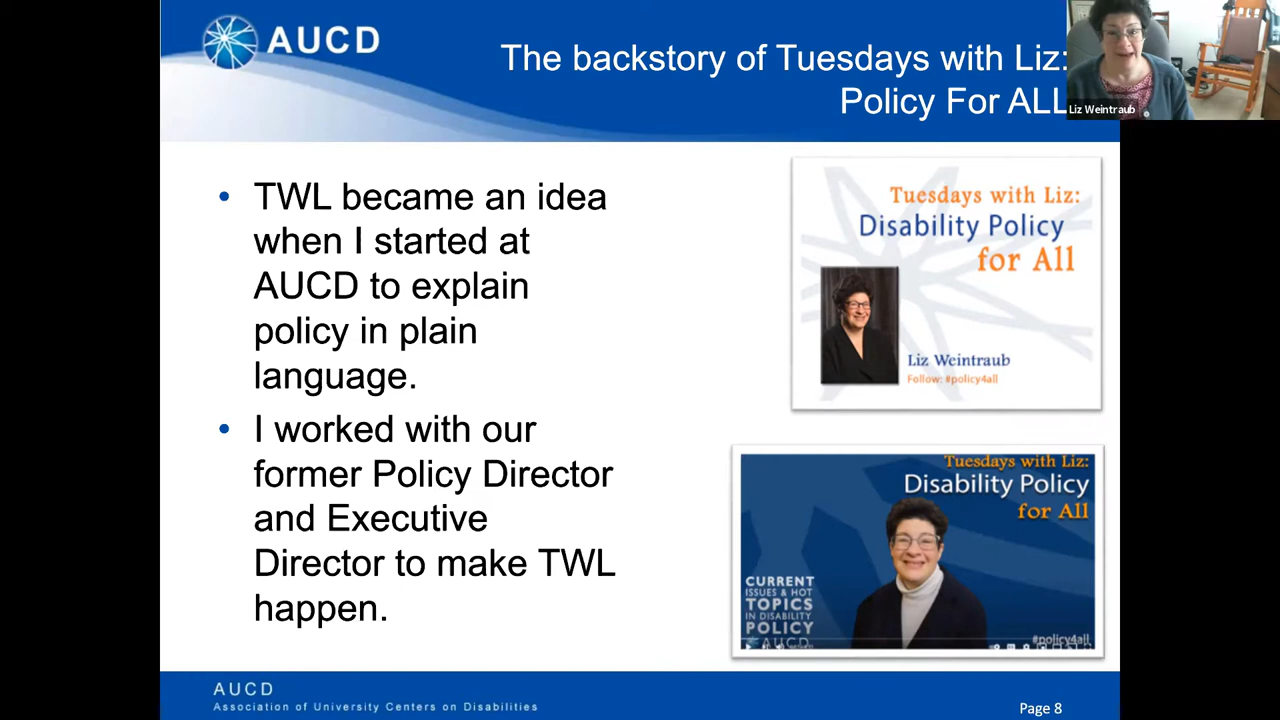 AUCD
The backstory of Tuesdays with Liz:
Policy For ALL
Liz Weintraub
• TWL became an idea
when I started at
AUCD to explain
policy in plain
language.
• I worked with our
former Policy Director
and Executive
Director to make TWL
happen.
Tuesdays with Liz:
Disability Policy
for All
Liz Weintraub
Follow: #policy4all
Tuesdays with Liz:
Disability Policy
for All
CURRENT
ISSUES & HOT
TOPICS
IN DISABILITY
POLICY
AUCD
#policy4all
AUCD
Association of University Centers on Disabilities
Page 8